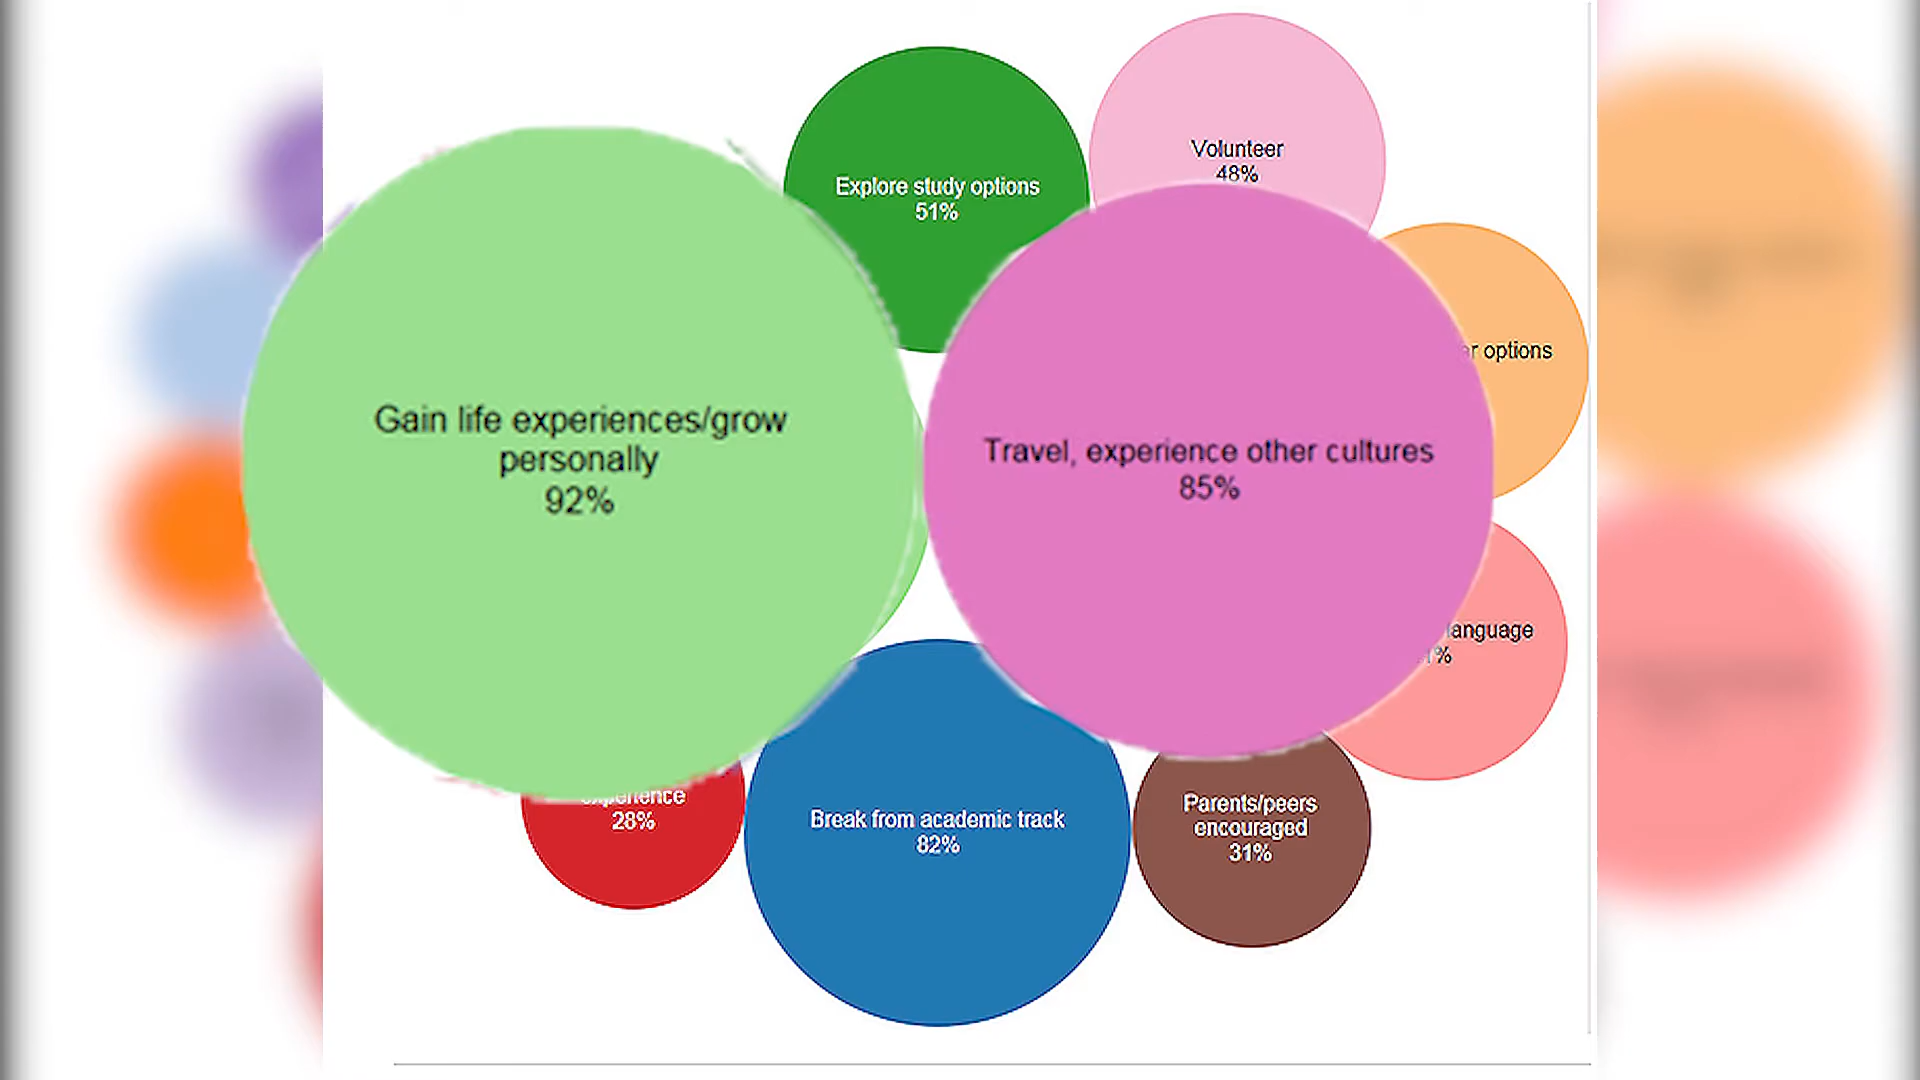 Explore study options
51%
Volunteer
48%
options
Gain life experiences/grow
personally
92%
Travel, experience other cultures
85%
language
experience
28%
Break from academic track
82%
Parents/peers
encouraged
31%